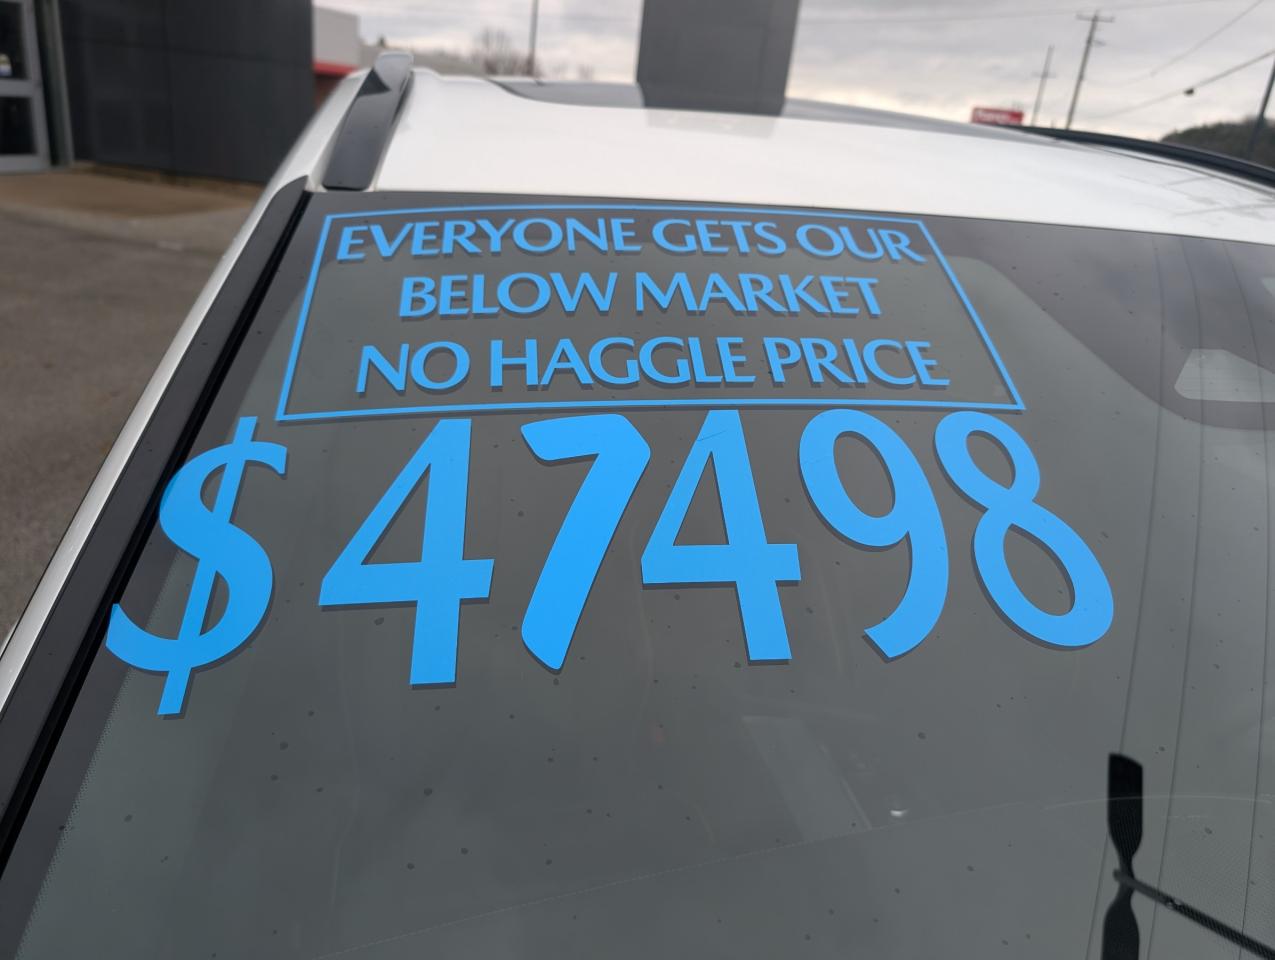 EVERYONE GETS OUR
BELOW MARKET
NO HAGGLE PRICE
$47498